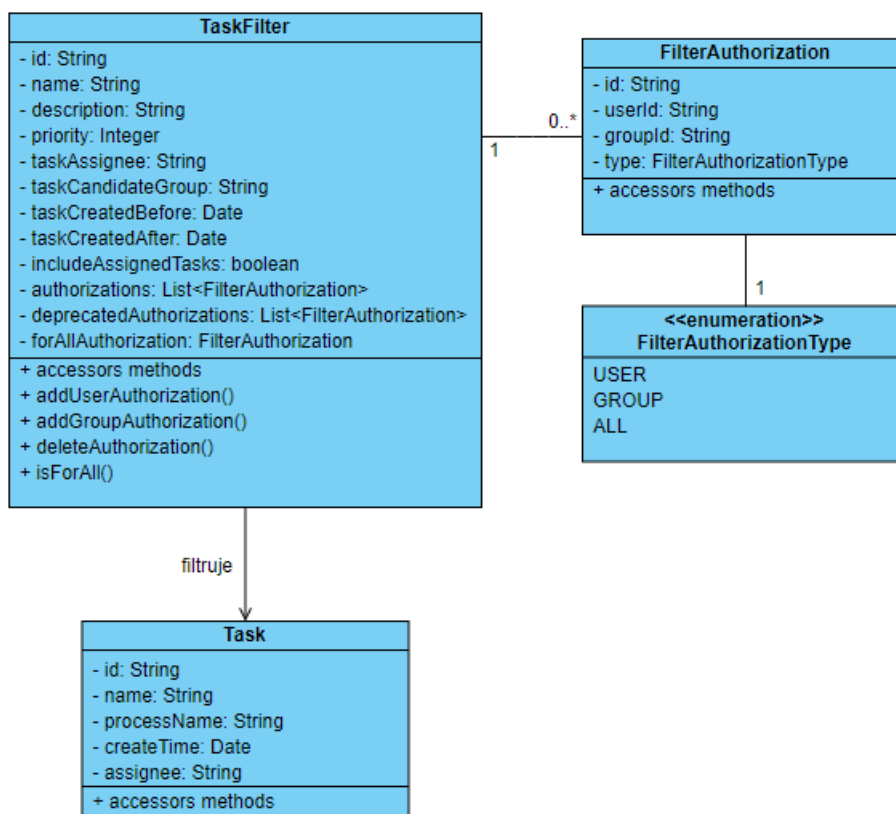 TaskFilter
- id: String
- name: String
- description: String
- priority: Integer
- taskAssignee: String
- taskCandidateGroup: String
- taskCreatedBefore: Date
- taskCreatedAfter: Date
- includeAssignedTasks: boolean
- authorizations: List<FilterAuthorization>
- deprecatedAuthorizations: List<FilterAuthorization>
- forAllAuthorization: FilterAuthorization
+ accessors methods
+ addUserAuthorization()
+ addGroupAuthorization()
+ deleteAuthorization()
+ isForAll()
1
0..*
FilterAuthorization
- id: String
- userId: String
- groupId: String
- type: FilterAuthorizationType
+ accessors methods
1
<<enumeration>>
FilterAuthorizationType
USER
GROUP
ALL
filtruje
Task
- id: String
- name: String
- processName: String
- createTime: Date
- assignee: String
+ accessors methods